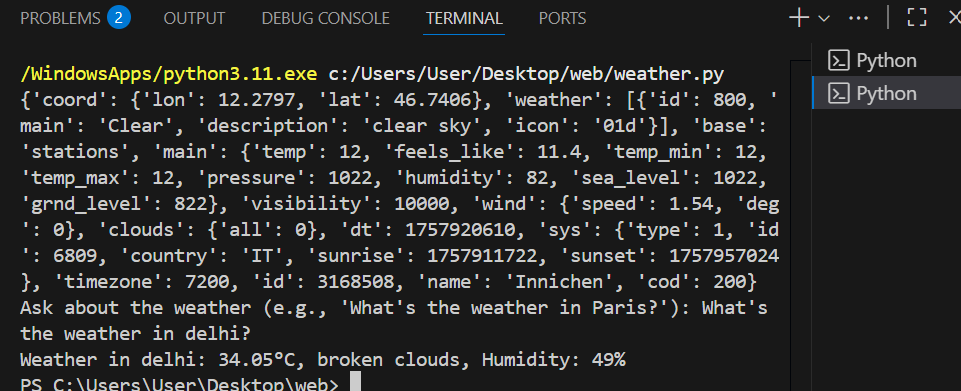 PROBLEMS 2 OUTPUT DEBUG CONSOLE TERMINAL PORTS
/WindowsApps/python3.11.exe c:/Users/User/Desktop/web/weather.py
{'coord': {'lon': 12.2797, 'lat': 46.7406}, 'weather': [{'id': 800, '
main': 'Clear', 'description': 'clear sky', 'icon': '01d'}], 'base':
'stations', 'main': {'temp': 12, 'feels_like': 11.4, 'temp_min': 12,
'temp_max': 12, 'pressure': 1022, 'humidity': 82, 'sea_level': 1022,
'grnd_level': 822}, 'visibility': 10000, 'wind': {'speed': 1.54, 'deg
': 0}, 'clouds': {'all': 0}, 'dt': 1757920610, 'sys': {'type': 1, 'id
': 6809, 'country': 'IT', 'sunrise': 1757911722, 'sunset': 1757957024
}, 'timezone': 7200, 'id': 3168508, 'name': 'Innichen', 'cod': 200}
Ask about the weather (e.g., 'What's the weather in Paris?'): What's
the weather in delhi?
Weather in delhi: 34.05°C, broken clouds, Humidity: 49%
PS C:\Users\User\Desktop\web>
Python
Python